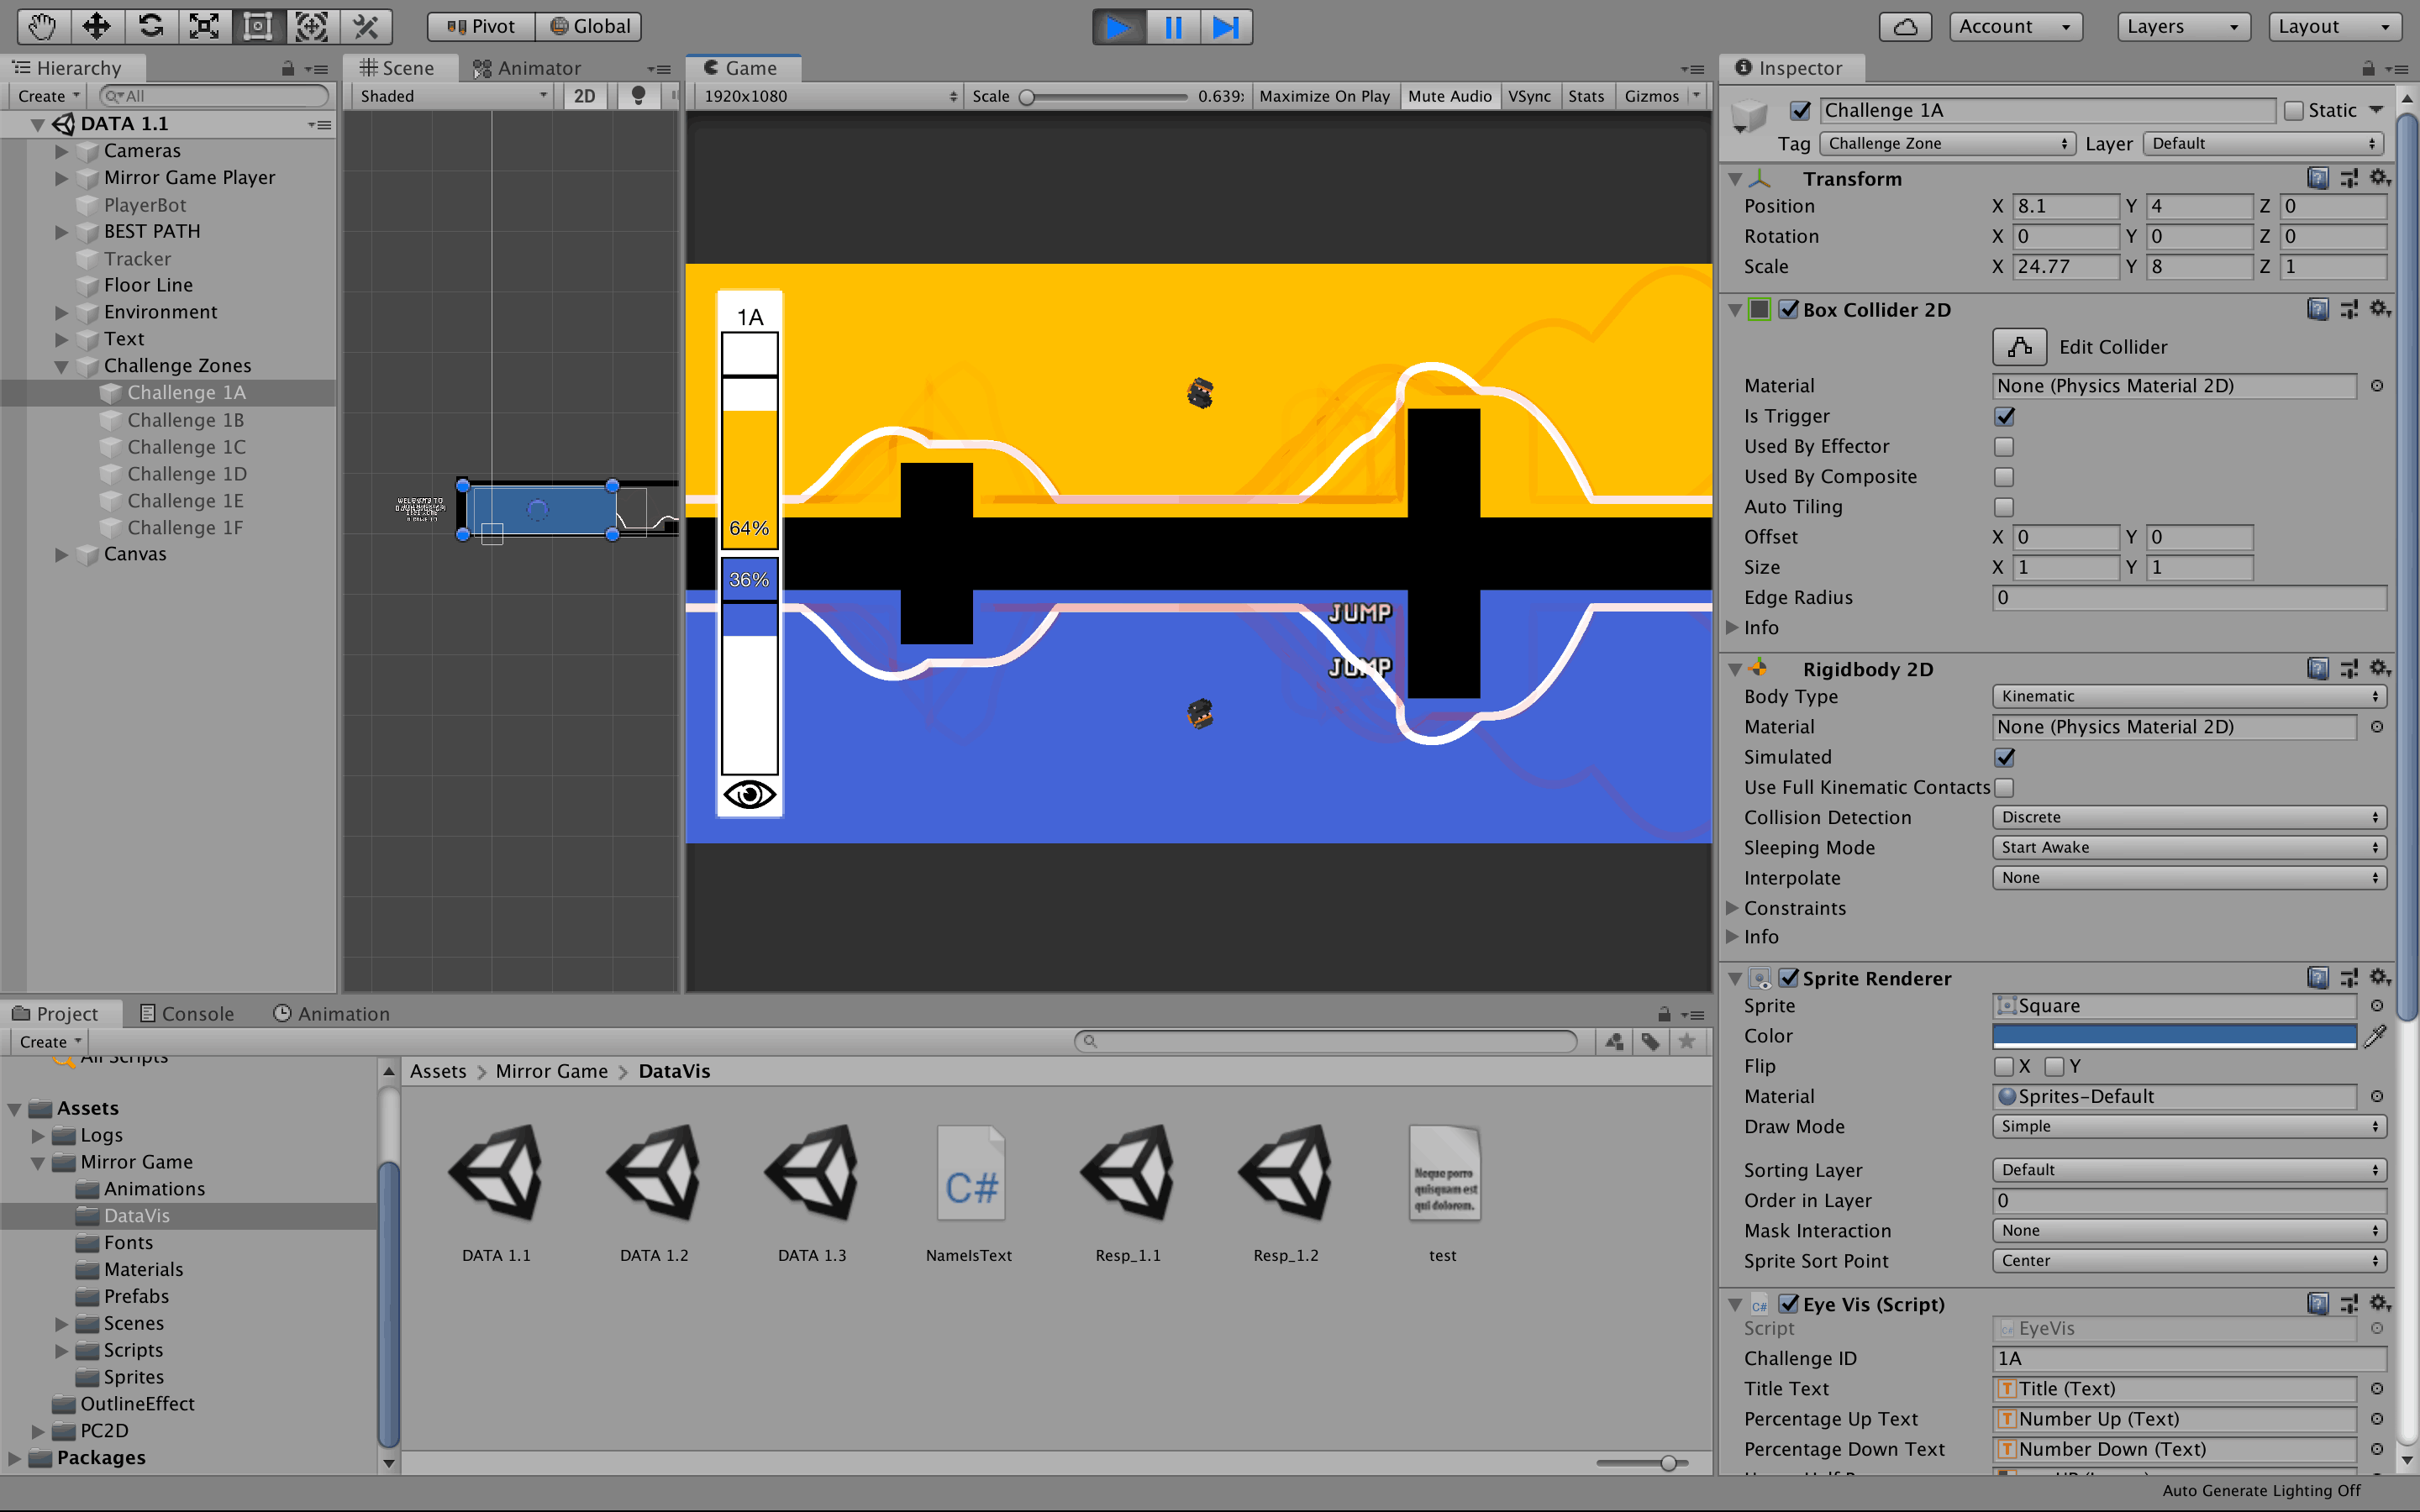 Pivot Global Account Layers Layout
Hierarchy
Create All
DATA 1.1
Cameras
Mirror Game Player
PlayerBot
BEST PATH
Tracker
Floor Line
Environment
Text
Challenge Zones
Challenge 1A
Challenge 1B
Challenge 1C
Challenge 1D
Challenge 1E
Challenge 1F
Canvas
Scene Animator
Shaded 2D
WELCOME TO
Game
1920x1080 Scale 0.639 Maximize On Play Mute Audio VSync Stats Gizmos
1A
64%
36%
JUMP
JUMP
Inspector
Challenge 1A Static
Tag Challenge Zone Layer Default
Transform
Position X 8.1 Y 4 Z 0
Rotation X 0 Y 0 Z 0
Scale X 24.77 Y 8 Z 1
Box Collider 2D
Edit Collider
Material None (Physics Material 2D)
Is Trigger
Used By Effector
Used By Composite
Auto Tiling
Offset X 0 Y 0
Size X 1 Y 1
Edge Radius 0
Info
Rigidbody 2D
Body Type Kinematic
Material None (Physics Material 2D)
Simulated
Use Full Kinematic Contacts
Collision Detection Discrete
Sleeping Mode Start Awake
Interpolate None
Constraints
Info
Sprite Renderer
Sprite Square
Color
Flip X Y
Material Sprites-Default
Draw Mode Simple
Sorting Layer Default
Order in Layer 0
Mask Interaction None
Sprite Sort Point Center
C# Eye Vis (Script)
Script EyeVis
Challenge ID 1A
Title Text Title (Text)
Percentage Up Text Number Up (Text)
Percentage Down Text Number Down (Text)
Project Console Animation
Create
All Scripts
Assets
Logs
Mirror Game
Animations
DataVis
Fonts
Materials
Prefabs
Scenes
Scripts
Sprites
OutlineEffect
PC2D
Packages
Assets > Mirror Game > DataVis
C#
Neque porro
quisquam est
qui dolorem.
DATA 1.1 DATA 1.2 DATA 1.3 NameIsText Resp_1.1 Resp_1.2 test
Auto Generate Lighting Off